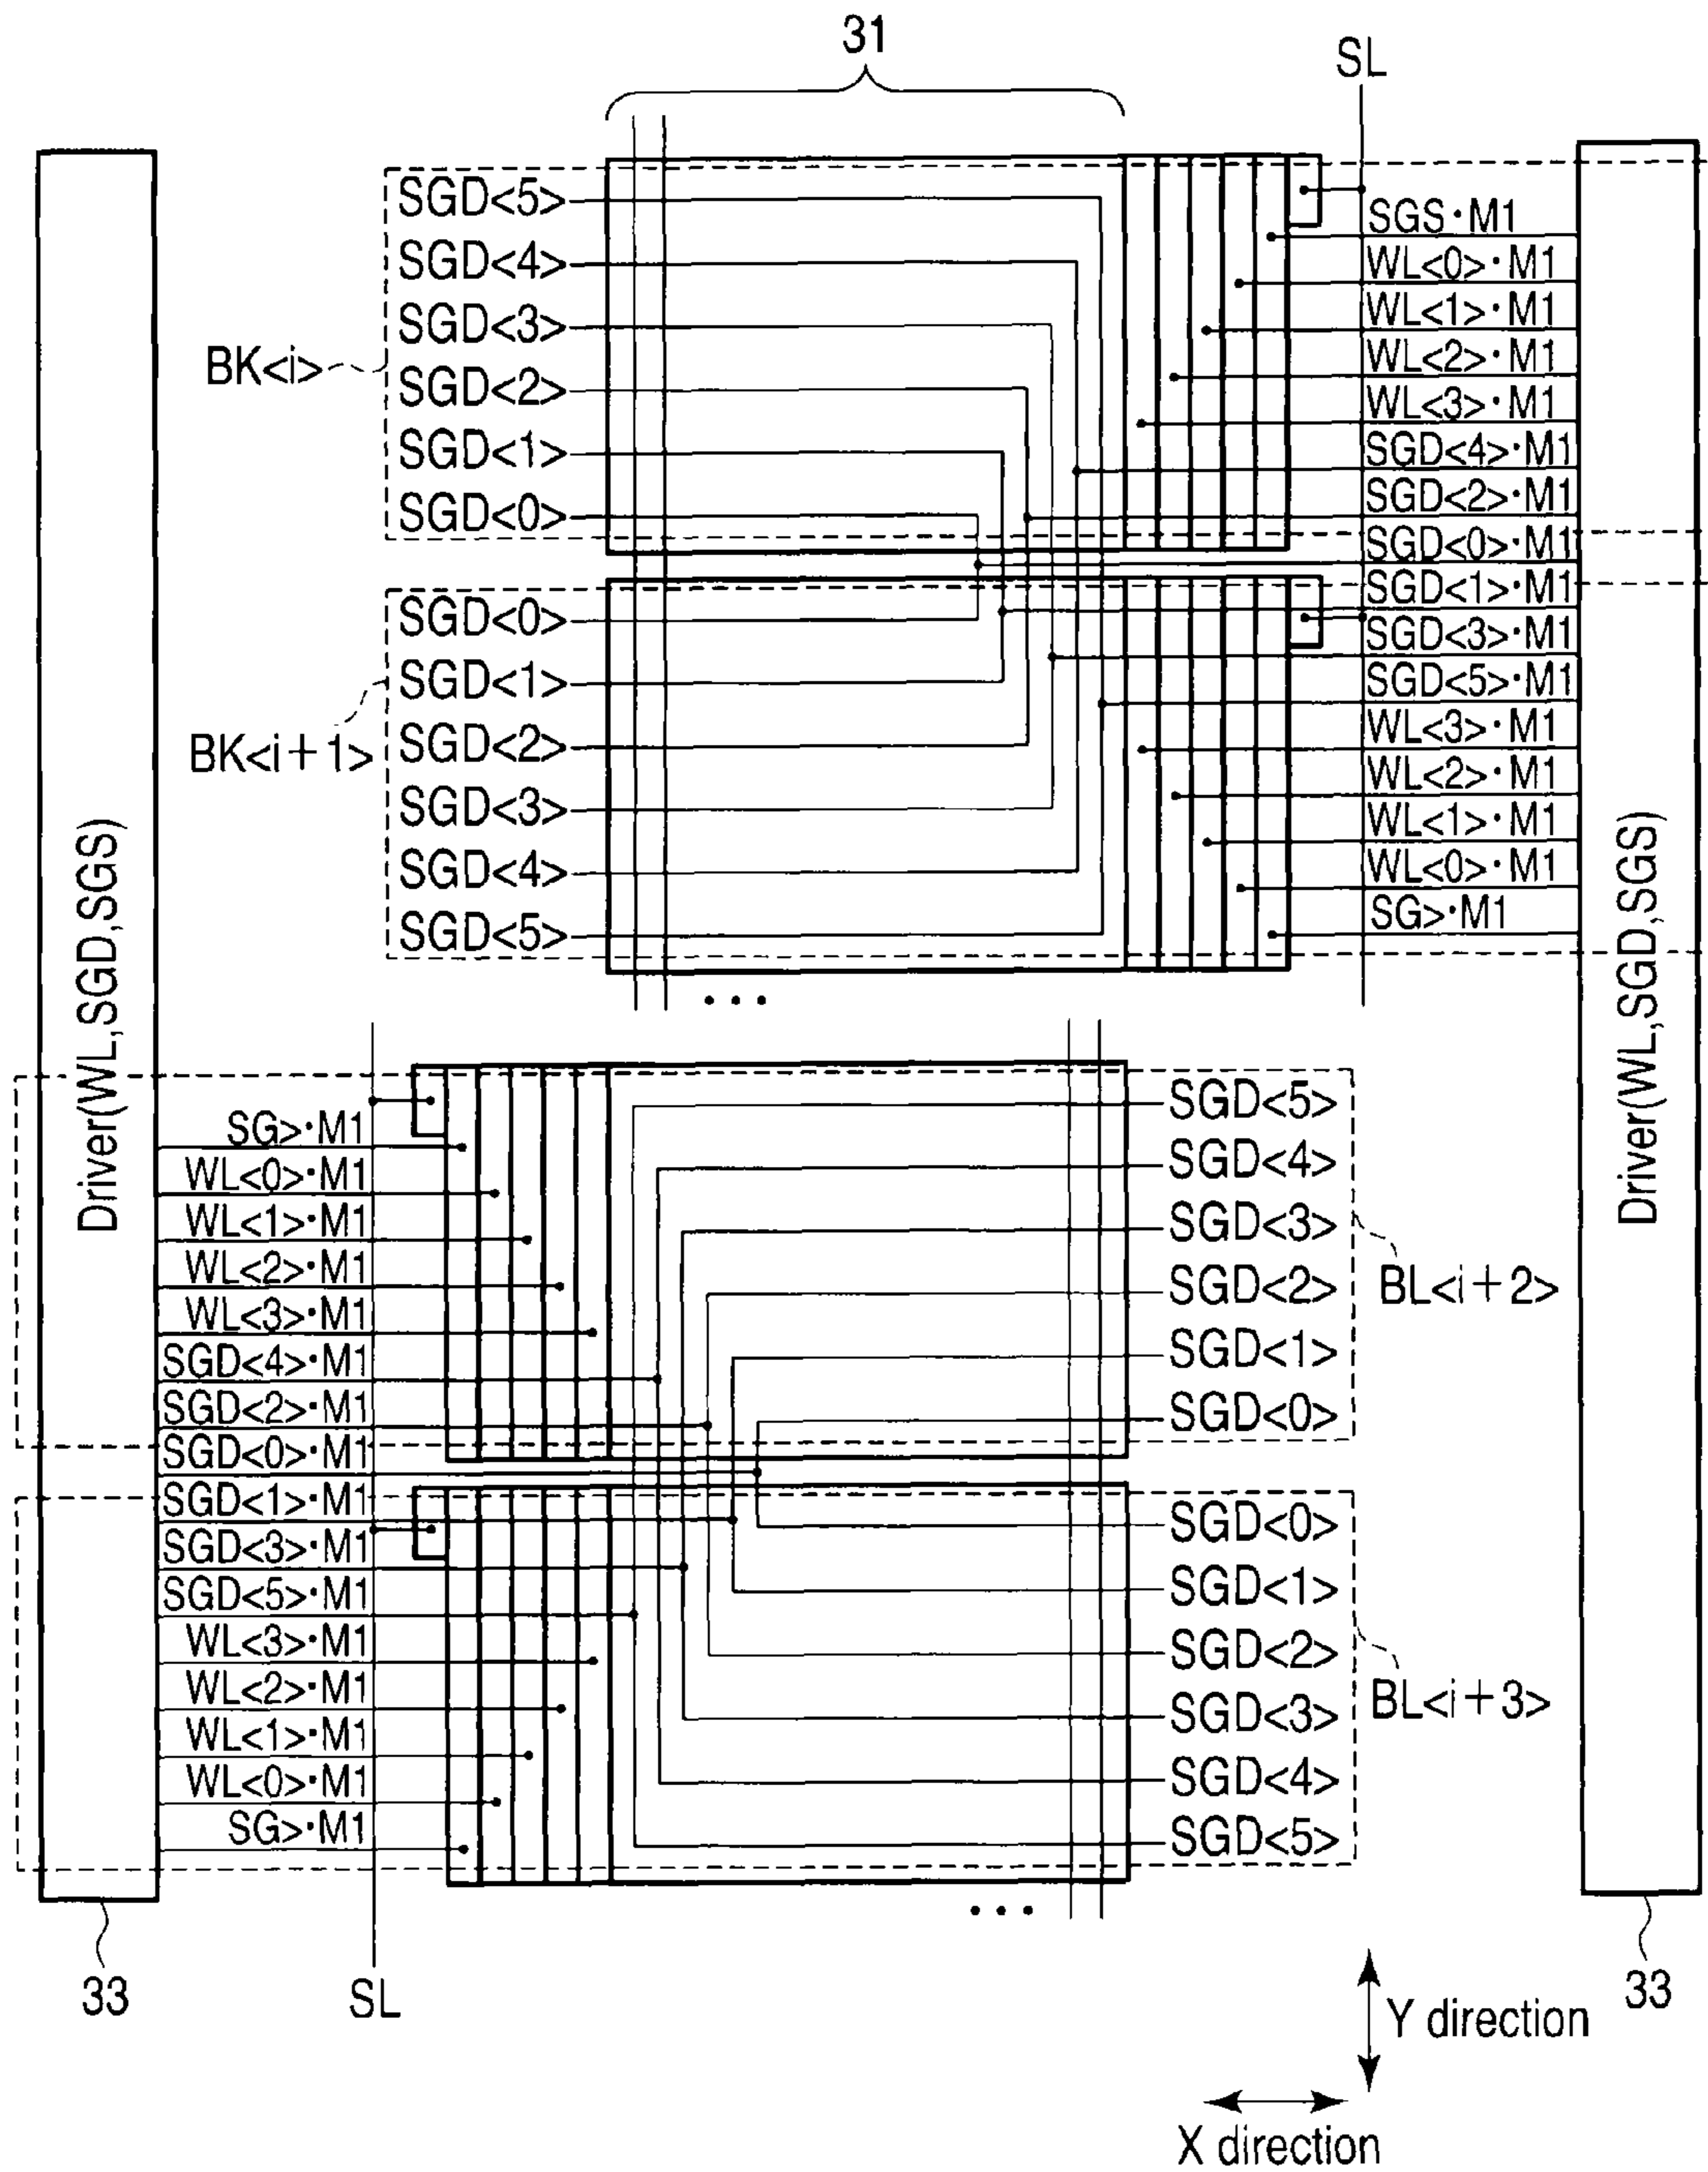 31
SL
SGD<5>
SGD<4>
SGD<3>
SGD<2>
SGD<1>
SGD<0>
BK<i>
SGS·M1
WL<0>·M1
WL<1>·M1
WL<2>·M1
WL<3>·M1
SGD<4>·M1
SGD<2>·M1
SGD<0>·M1
SGD<1>·M1
SGD<3>·M1
SGD<5>·M1
WL<3>·M1
WL<2>·M1
WL<1>·M1
WL<0>·M1
SG>·M1
SGD<0>
SGD<1>
SGD<2>
SGD<3>
SGD<4>
SGD<5>
BK<i+1>
Driver(WL,SGD,SGS)
Driver(WL,SGD,SGS)
...
SG>·M1
WL<0>·M1
WL<1>·M1
WL<2>·M1
WL<3>·M1
SGD<4>·M1
SGD<2>·M1
SGD<0>·M1
SGD<1>·M1
SGD<3>·M1
SGD<5>·M1
WL<3>·M1
WL<2>·M1
WL<1>·M1
WL<0>·M1
SG>·M1
SGD<5>
SGD<4>
SGD<3>
SGD<2>
SGD<1>
SGD<0>
BL<i+2>
SGD<0>
SGD<1>
SGD<2>
SGD<3>
SGD<4>
SGD<5>
BL<i+3>
...
33
SL
33
Y direction
X direction